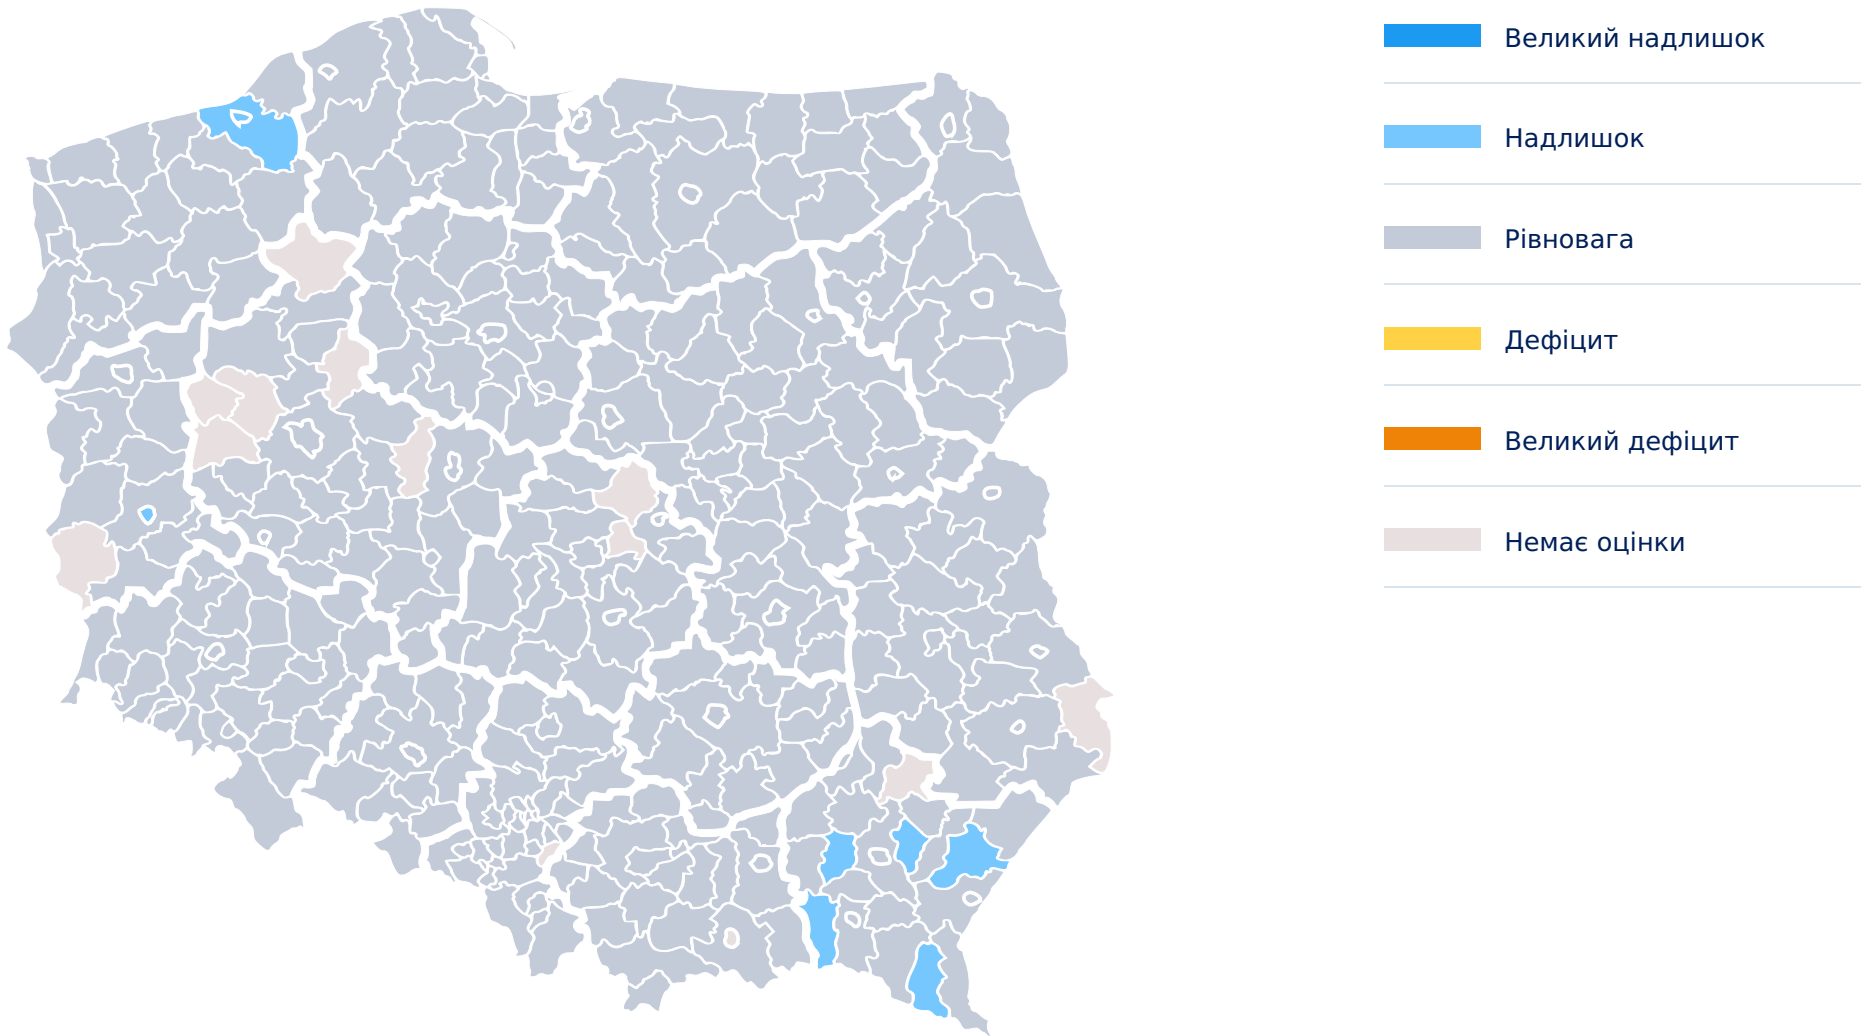 Великий надлишок
Надлишок
Рівновага
Дефіцит
Великий дефіцит
Немає оцінки